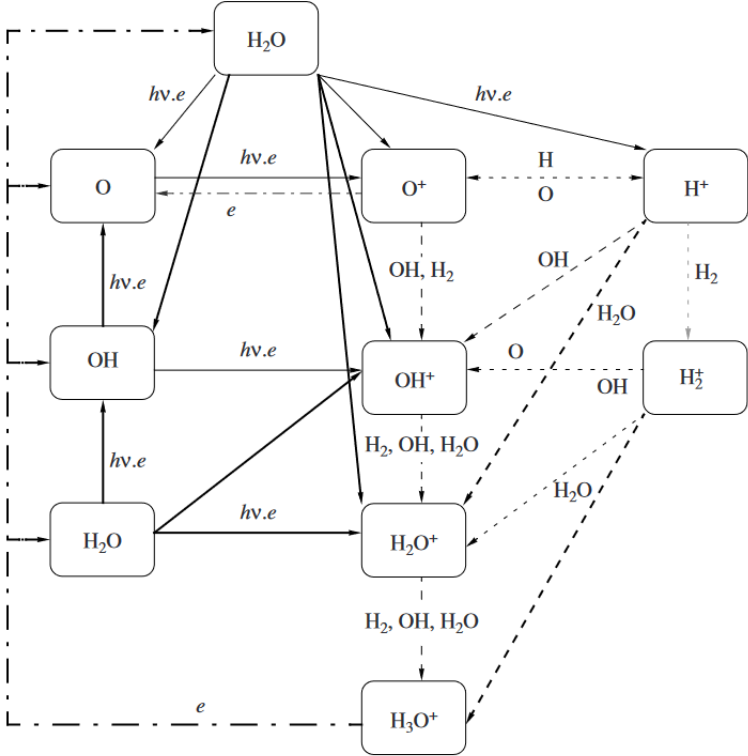 H₂O
hν.e
hν.e
O
hν.e
e
O⁺
H
O
H⁺
hν.e
OH, H₂
OH
H₂
H₂O
OH
hν.e
OH⁺
O
OH
H₂⁺
hν.e
H₂, OH, H₂O
H₂O
H₂O
hν.e
H₂O⁺
H₂, OH, H₂O
e
H₃O⁺